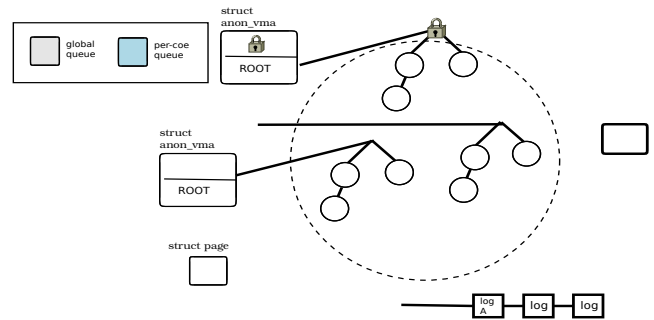 struct
anon_vma
global
queue
per-coe
queue
ROOT
struct
anon_vma
ROOT
struct page
log
A
log
log